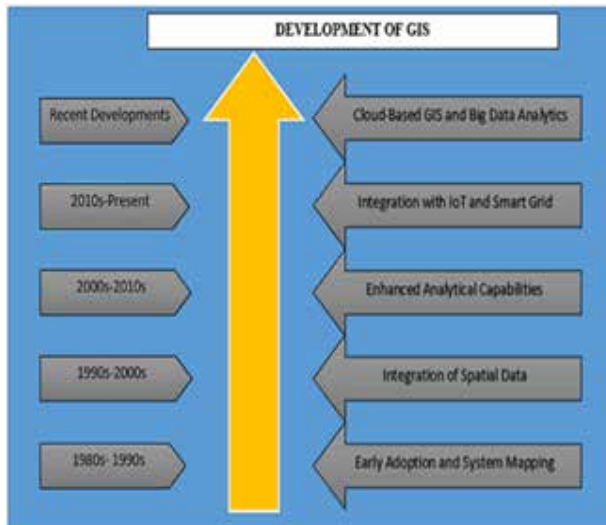 DEVELOPMENT OF GIS
Recent Developments
Cloud-Based GIS and Big Data Analytics
2010s-Present
Integration with IoT and Smart Grid
2000s-2010s
Enhanced Analytical Capabilities
1990s-2000s
Integration of Spatial Data
1980s- 1990s
Early Adoption and System Mapping